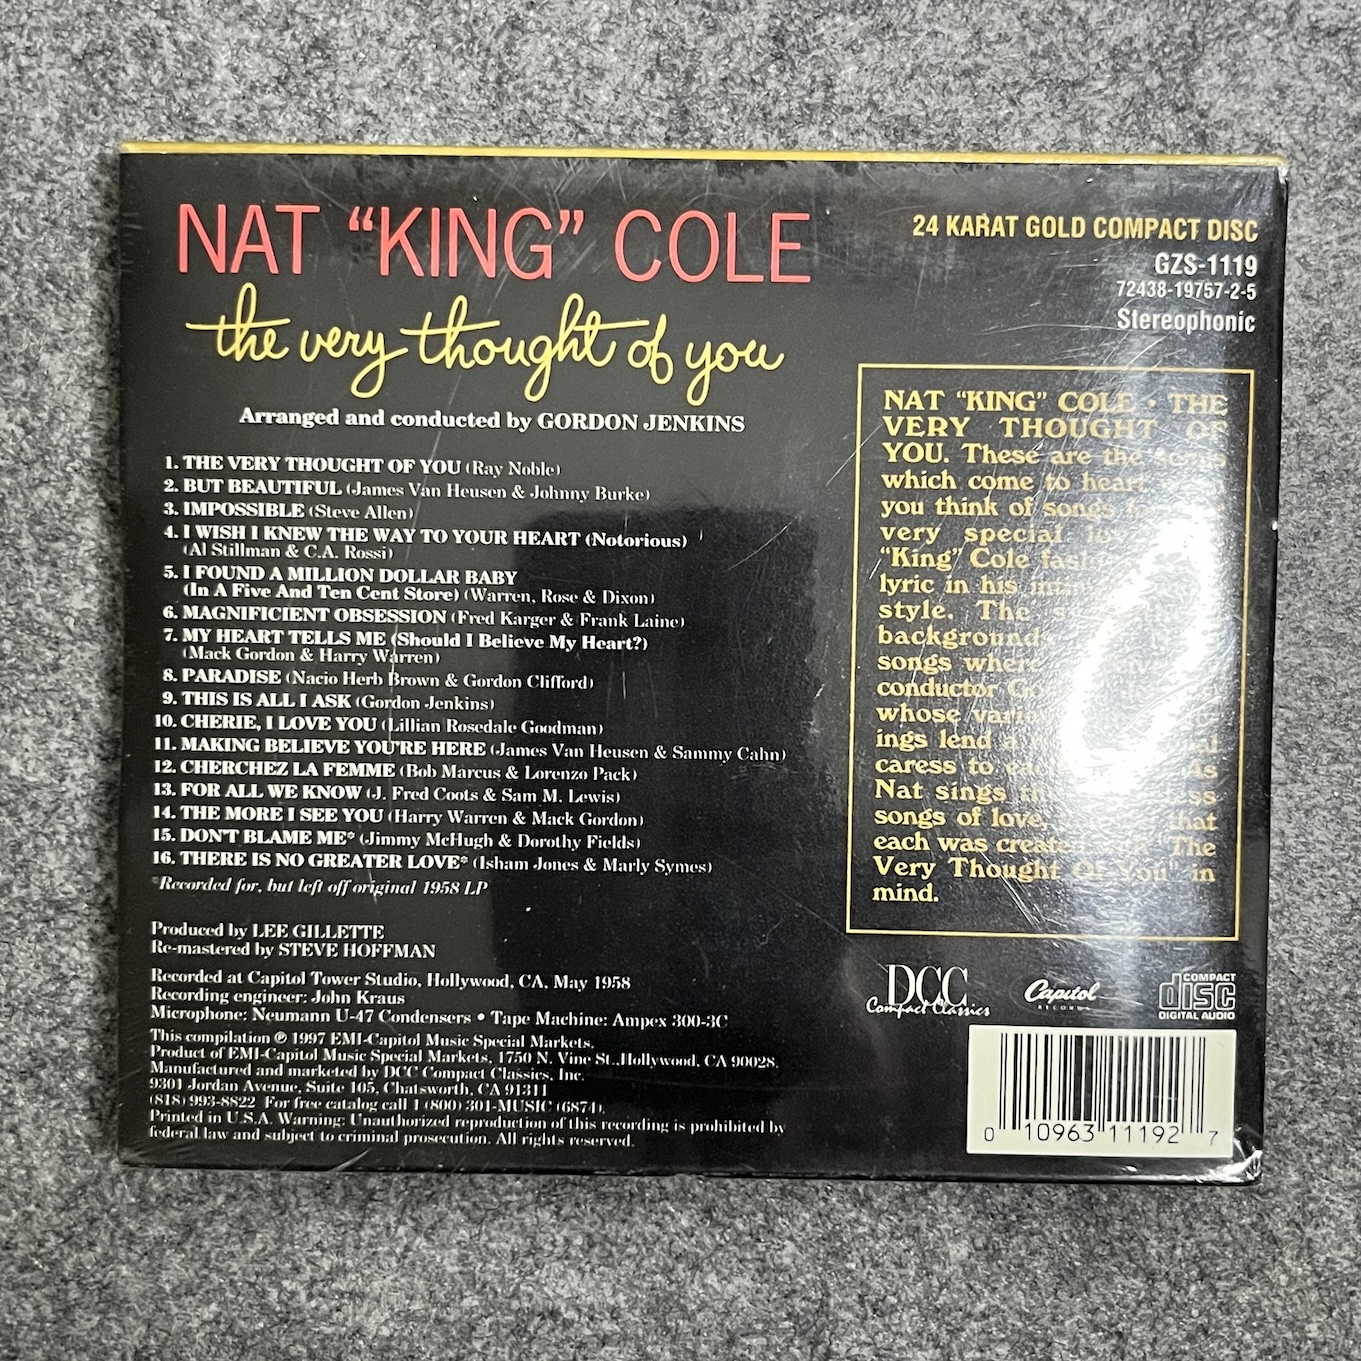 NAT “KING” COLE
the very thought of you
Arranged and conducted by GORDON JENKINS
1. THE VERY THOUGHT OF YOU (Ray Noble)
2. BUT BEAUTIFUL (James Van Heusen & Johnny Burke)
3. IMPOSSIBLE (Steve Allen)
4. I WISH I KNEW THE WAY TO YOUR HEART (Notorious)
(Al Stillman & C.A. Rossi)
5. I FOUND A MILLION DOLLAR BABY
(In A Five And Ten Cent Store) (Warren, Rose & Dixon)
6. MAGNIFICIENT OBSESSION (Fred Karger & Frank Laine)
7. MY HEART TELLS ME (Should I Believe My Heart?)
(Mack Gordon & Harry Warren)
8. PARADISE (Nacio Herb Brown & Gordon Clifford)
9. THIS IS ALL I ASK (Gordon Jenkins)
10. CHERIE, I LOVE YOU (Lillian Rosedale Goodman)
11. MAKING BELIEVE YOU'RE HERE (James Van Heusen & Sammy Cahn)
12. CHERCHEZ LA FEMME (Bob Marcus & Lorenzo Pack)
13. FOR ALL WE KNOW (J. Fred Coots & Sam M. Lewis)
14. THE MORE I SEE YOU (Harry Warren & Mack Gordon)
15. DON'T BLAME ME* (Jimmy McHugh & Dorothy Fields)
16. THERE IS NO GREATER LOVE* (Isham Jones & Marly Symes)
*Recorded for, but left off original 1958 LP
Produced by LEE GILLETTE
Re-mastered by STEVE HOFFMAN
Recorded at Capitol Tower Studio, Hollywood, CA, May 1958
Recording engineer: John Kraus
Microphone: Neumann U-47 Condensers • Tape Machine: Ampex 300-3C
This compilation ℗ 1997 EMI-Capitol Music Special Markets.
Product of EMI-Capitol Music Special Markets, 1750 N. Vine St., Hollywood, CA 90028.
Manufactured and marketed by DCC Compact Classics, Inc.
9301 Jordan Avenue, Suite 105, Chatsworth, CA 91311
(818) 993-8822 For free catalog call 1 (800) 301-MUSIC (6874).
Printed in U.S.A. Warning: Unauthorized reproduction of this recording is prohibited by
federal law and subject to criminal prosecution. All rights reserved.
24 KARAT GOLD COMPACT DISC
GZS-1119
72438-19757-2-5
Stereophonic
NAT “KING” COLE • THE
VERY THOUGHT OF
YOU. These are the songs
which come to heart
you think of songs
very special
“King” Cole
lyric in his
style. The
background
songs where
conductor
whose
ings lend a
caress to As
Nat sings
songs of love, that
each was created The
Very Thought Of You” in
mind.
DCC
Compact Classics
Capitol
RECORDS
COMPACT
disc
DIGITAL AUDIO
0 10963 11192 7